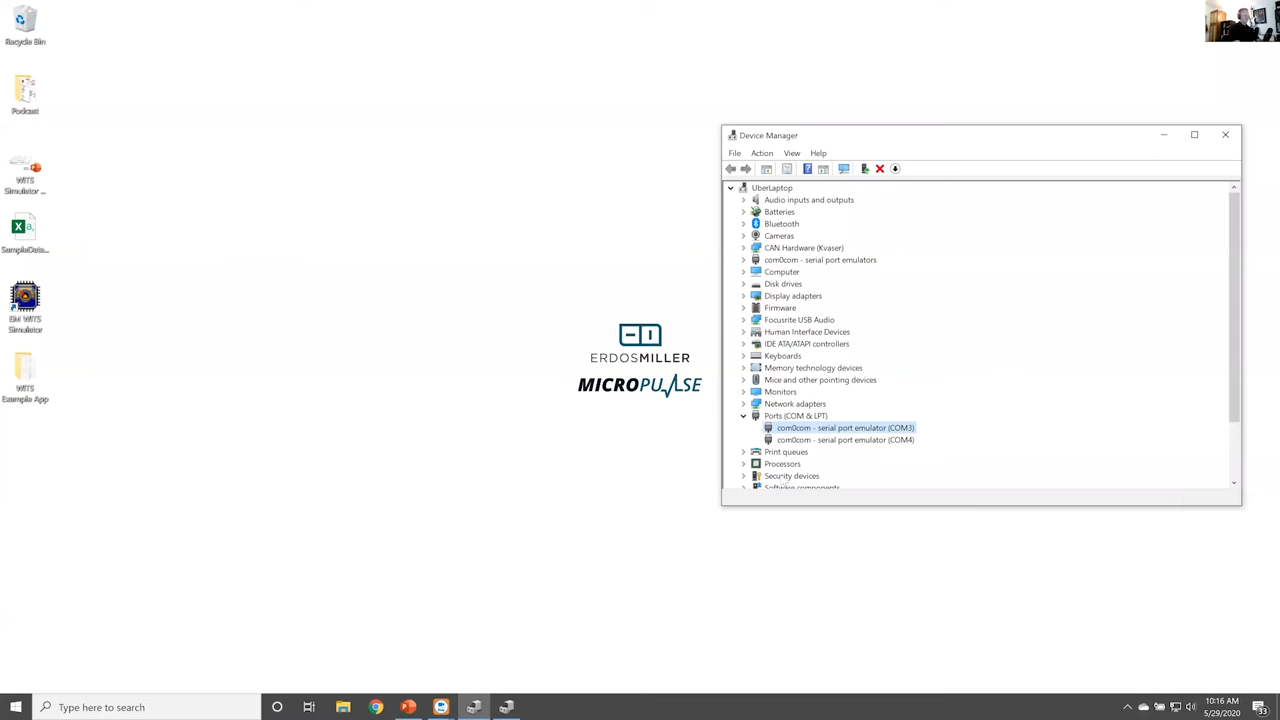 Recycle Bin
Podcast
WITS
Simulator ...
SampleData...
EM WITS
Simulator
WITS
Example App
ERDOSMILLER
MICROPULSE
Device Manager
File Action View Help
UberLaptop
Audio inputs and outputs
Batteries
Bluetooth
Cameras
CAN Hardware (Kvaser)
com0com - serial port emulators
Computer
Disk drives
Display adapters
Firmware
Focusrite USB Audio
Human Interface Devices
IDE ATA/ATAPI controllers
Keyboards
Memory technology devices
Mice and other pointing devices
Monitors
Network adapters
Ports (COM & LPT)
com0com - serial port emulator (COM3)
com0com - serial port emulator (COM4)
Print queues
Processors
Security devices
Software components
Type here to search
10:16 AM
5/29/2020
33